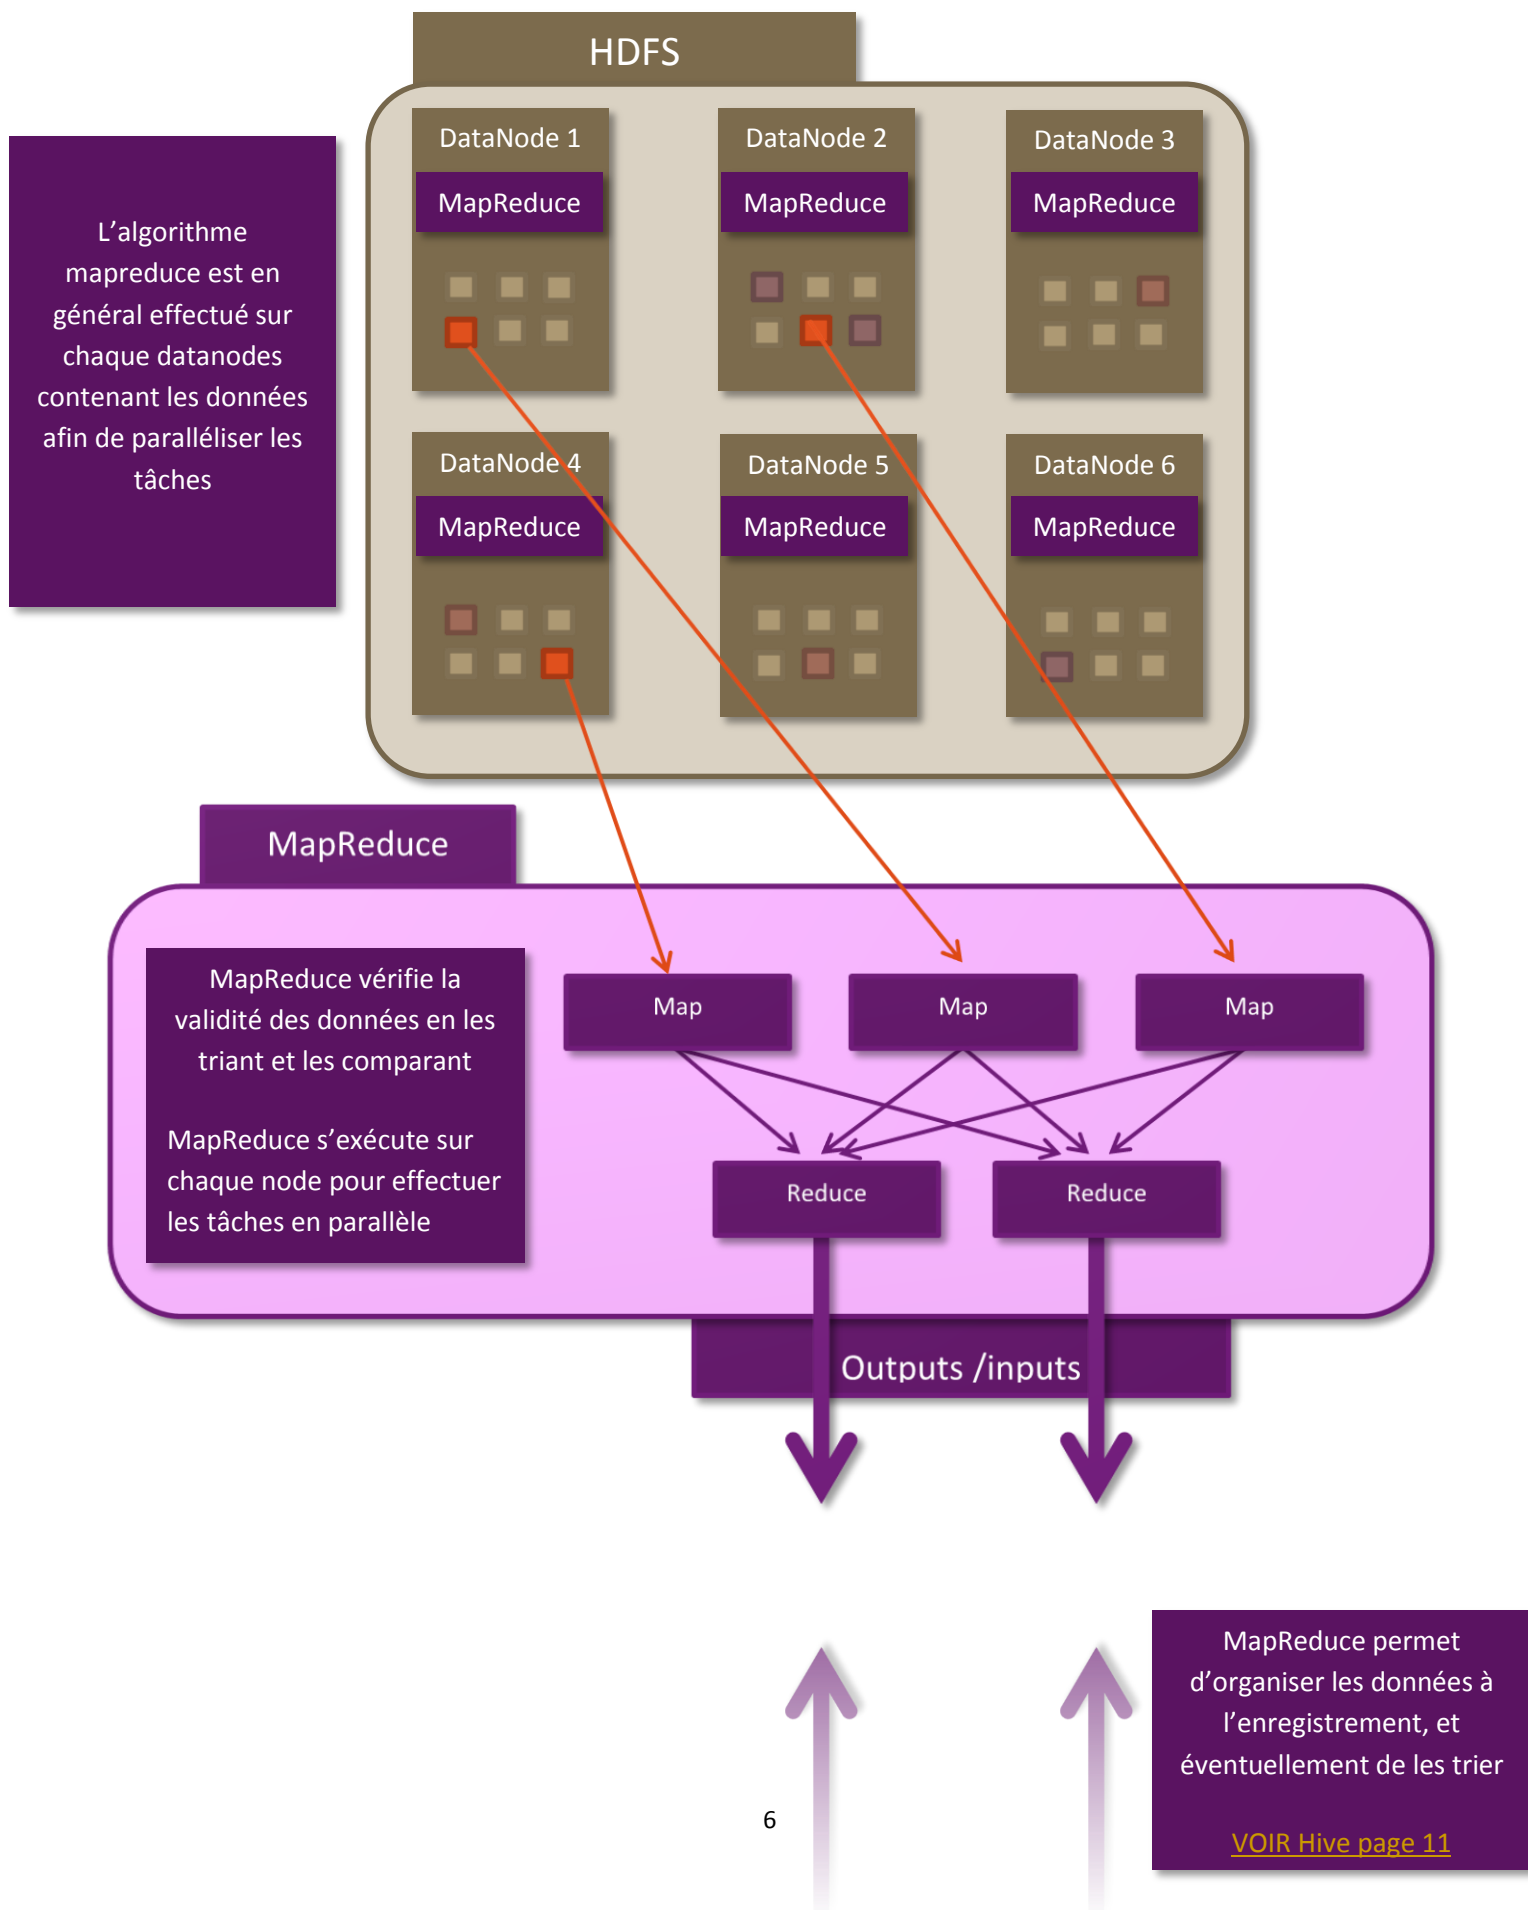 HDFS
DataNode 1
MapReduce
DataNode 2
MapReduce
DataNode 3
MapReduce
L’algorithme
mapreduce est en
général effectué sur
chaque datanodes
contenant les données
afin de paralléliser les
tâches
DataNode 4
MapReduce
DataNode 5
MapReduce
DataNode 6
MapReduce
MapReduce
MapReduce vérifie la
validité des données en les
triant et les comparant
MapReduce s’exécute sur
chaque node pour effectuer
les tâches en parallèle
Map
Map
Map
Reduce
Reduce
Outputs /inputs
MapReduce permet
d’organiser les données à
l’enregistrement, et
éventuellement de les trier
VOIR Hive page 11
6